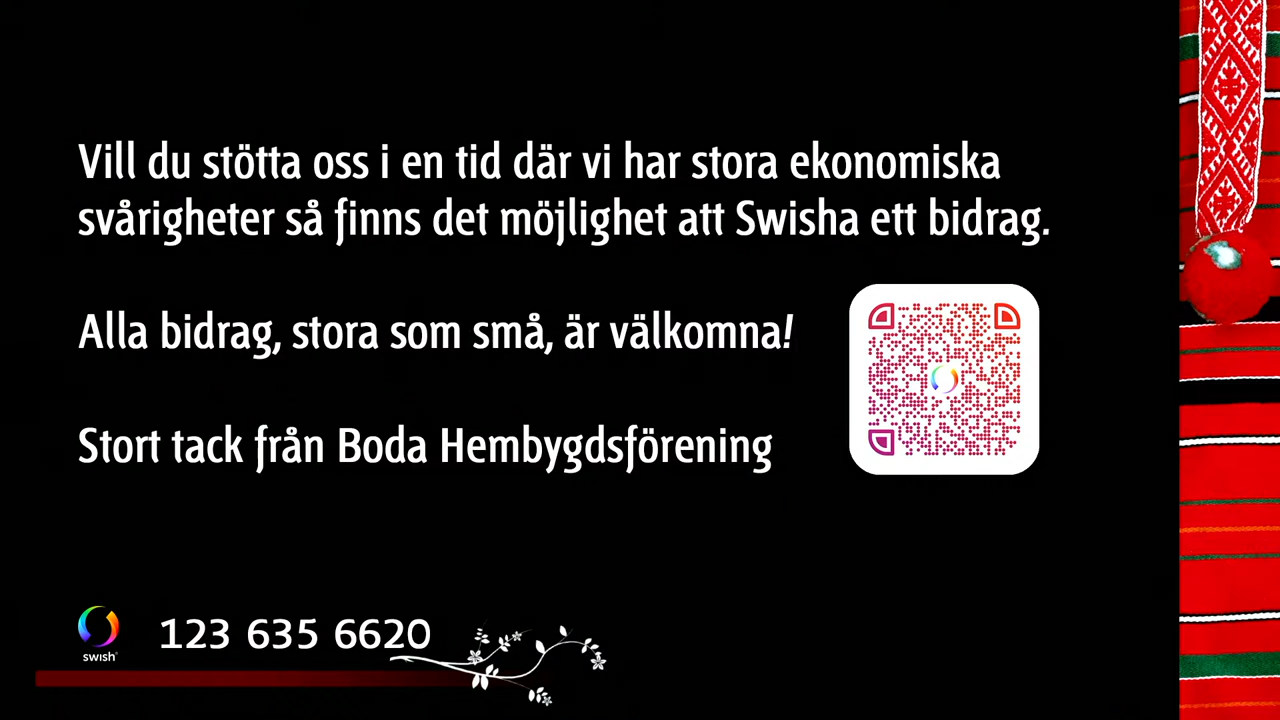 Vill du stötta oss i en tid där vi har stora ekonomiska
svårigheter så finns det möjlighet att Swisha ett bidrag.
Alla bidrag, stora som små, är välkomna!
Stort tack från Boda Hembygdsförening
swish®
123 635 6620